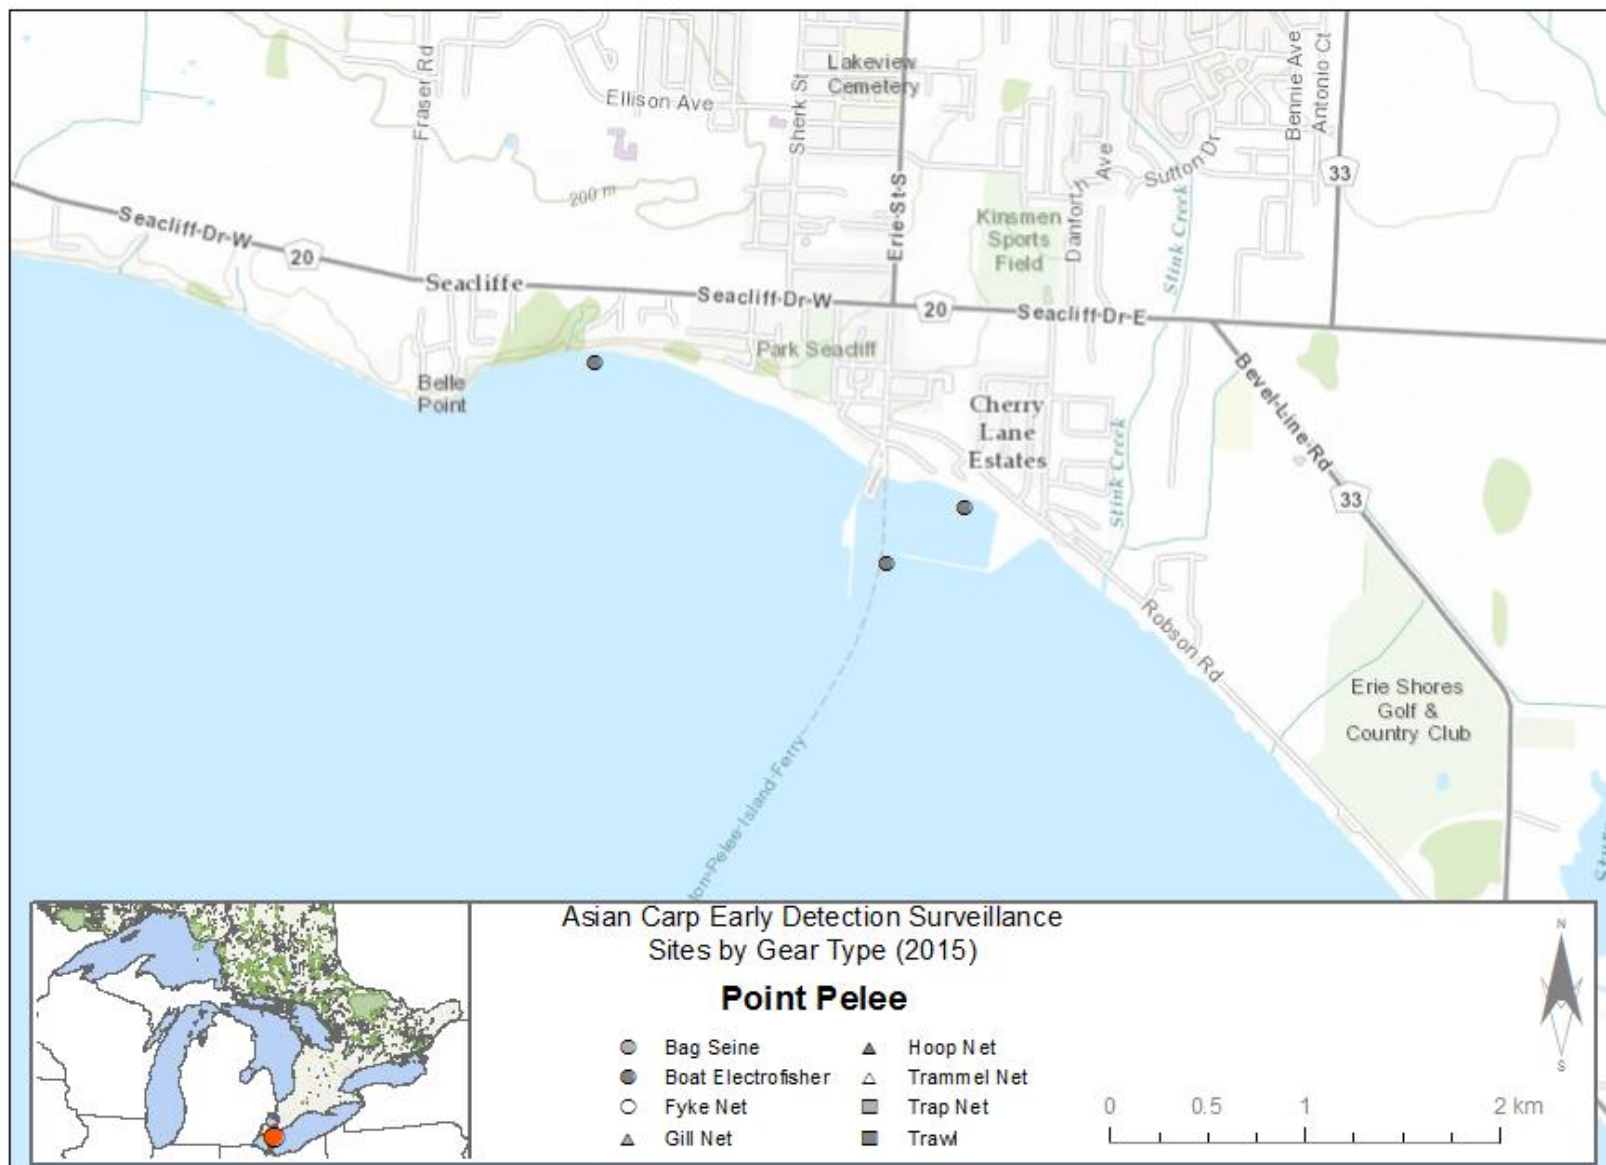 Lakeview
Cemetery
Ellison Ave
Fraser Rd
Sherk St
Bennie Ave
Antonio Ct
33
Sutton Dr
Danforth Ave
200 m
Erie St S
Kinsmen
Sports
Field
Stink Creek
Seacliff Dr W
20
Seacliffe
Seacliff Dr W
20
Seacliff Dr E
Park Seacliff
Belle
Point
Cherry
Lane
Estates
Bevel Line Rd
33
Stink Creek
Robson Rd
Erie Shores
Golf &
Country Club
Pelee Island Ferry
Asian Carp Early Detection Surveillance
Sites by Gear Type (2015)
Point Pelee
Bag Seine
Boat Electrofisher
Fyke Net
Gill Net
Hoop Net
Trammel Net
Trap Net
Trawl
N
S
0 0.5 1 2 km